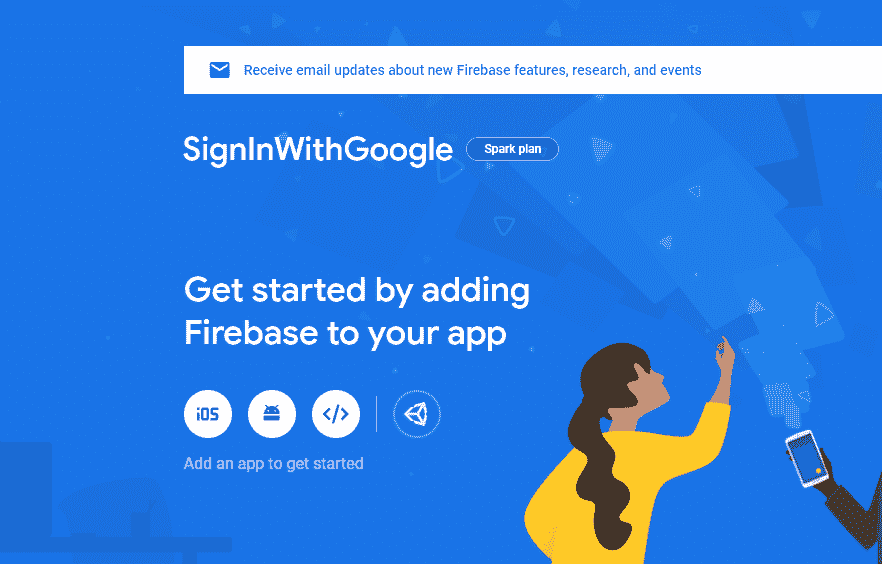 Receive email updates about new Firebase features, research, and events
SignInWithGoogle Spark plan
Get started by adding
Firebase to your app
iOS
Add an app to get started